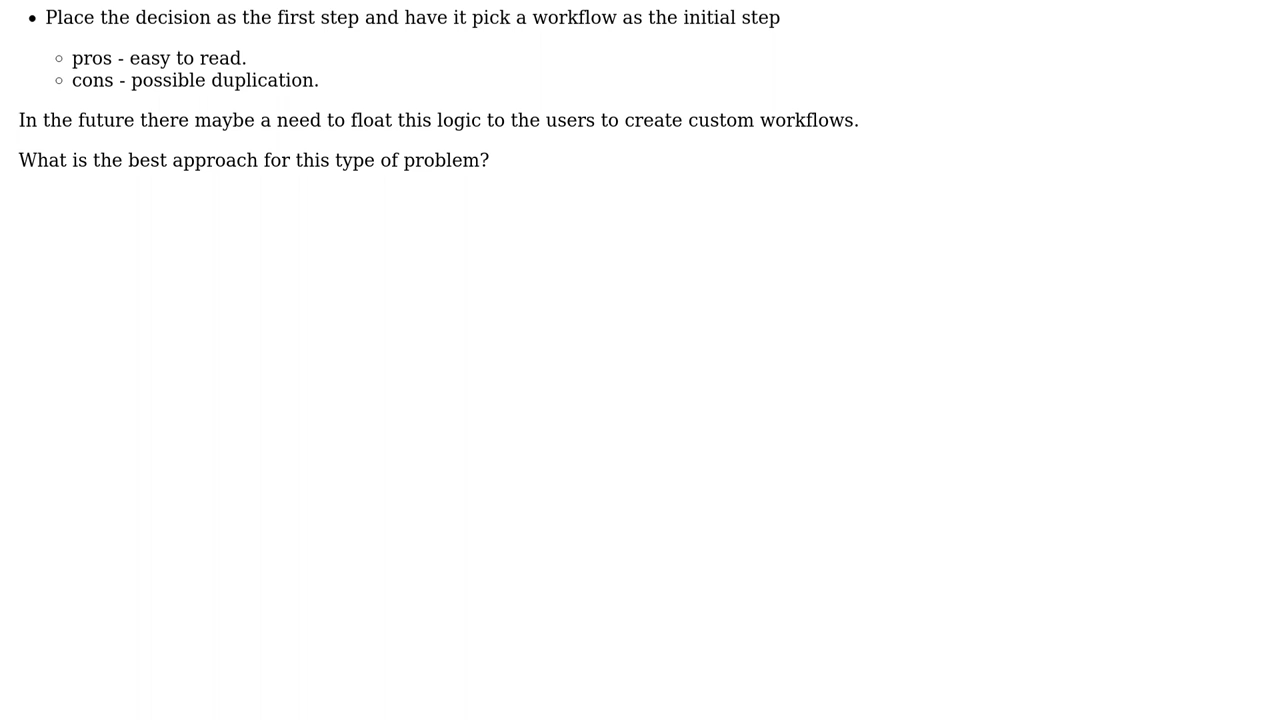 Place the decision as the first step and have it pick a workflow as the initial step
pros - easy to read.
cons - possible duplication.
In the future there maybe a need to float this logic to the users to create custom workflows.
What is the best approach for this type of problem?